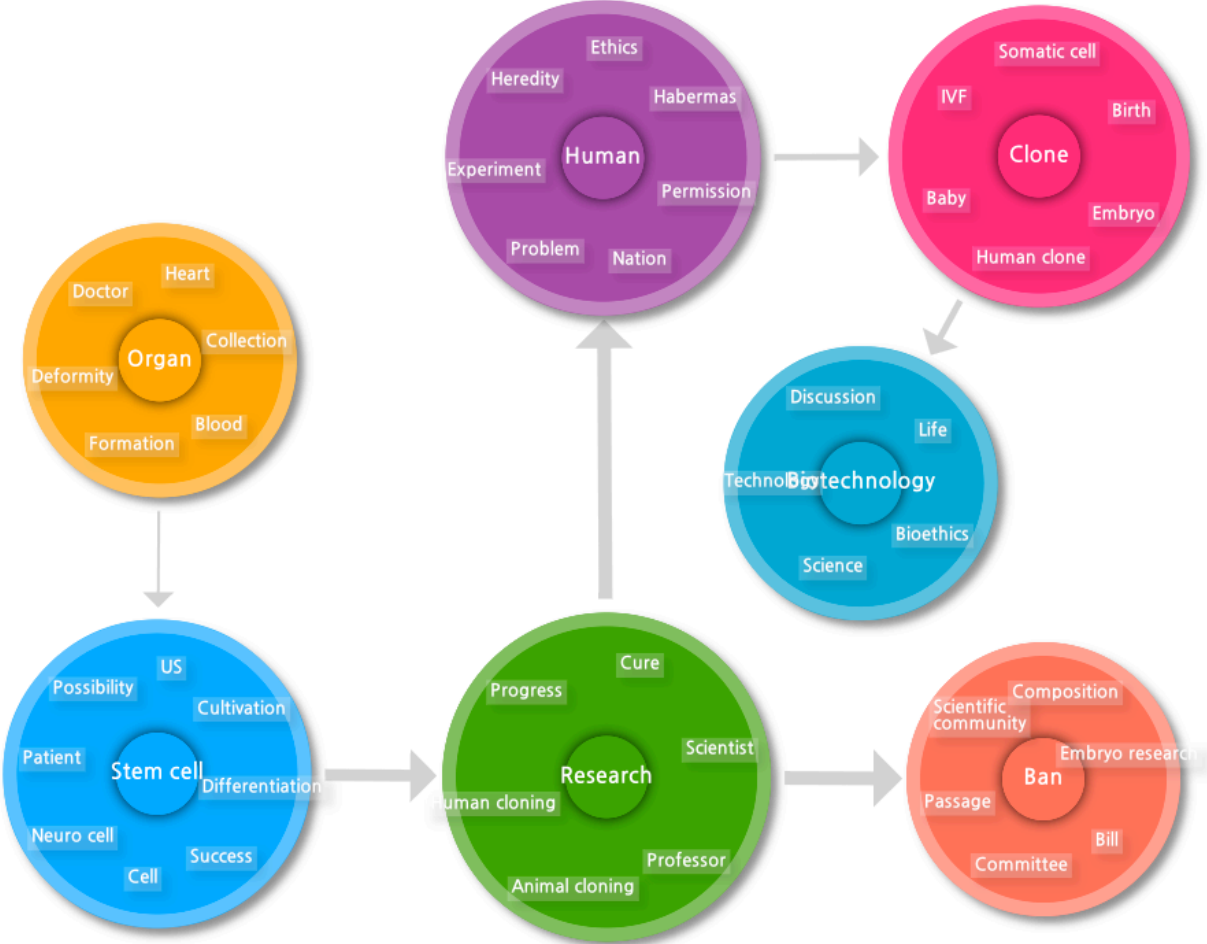 Ethics
Heredity
Habermas
Human
Experiment
Permission
Problem
Nation
Somatic cell
IVF
Birth
Clone
Baby
Embryo
Human clone
Heart
Doctor
Collection
Organ
Deformity
Blood
Formation
Discussion
Life
Technology
Biotechnology
Bioethics
Science
US
Possibility
Cultivation
Patient
Stem cell
Differentiation
Neuro cell
Success
Cell
Cure
Progress
Scientist
Research
Human cloning
Professor
Animal cloning
Composition
Scientific
community
Embryo research
Ban
Passage
Bill
Committee